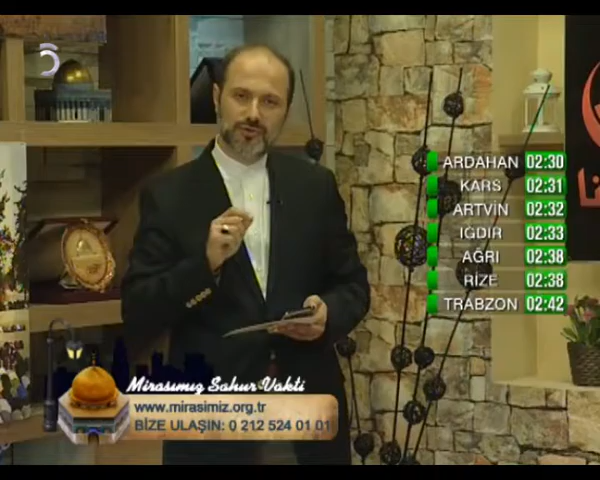 ARDAHAN 02:30
KARS 02:31
ARTVİN 02:32
IĞDIR 02:33
AĞRI 02:38
RİZE 02:38
TRABZON 02:42
Mirasımız Sahur Vakti
www.mirasimiz.org.tr
BİZE ULAŞIN: 0 212 524 01 01